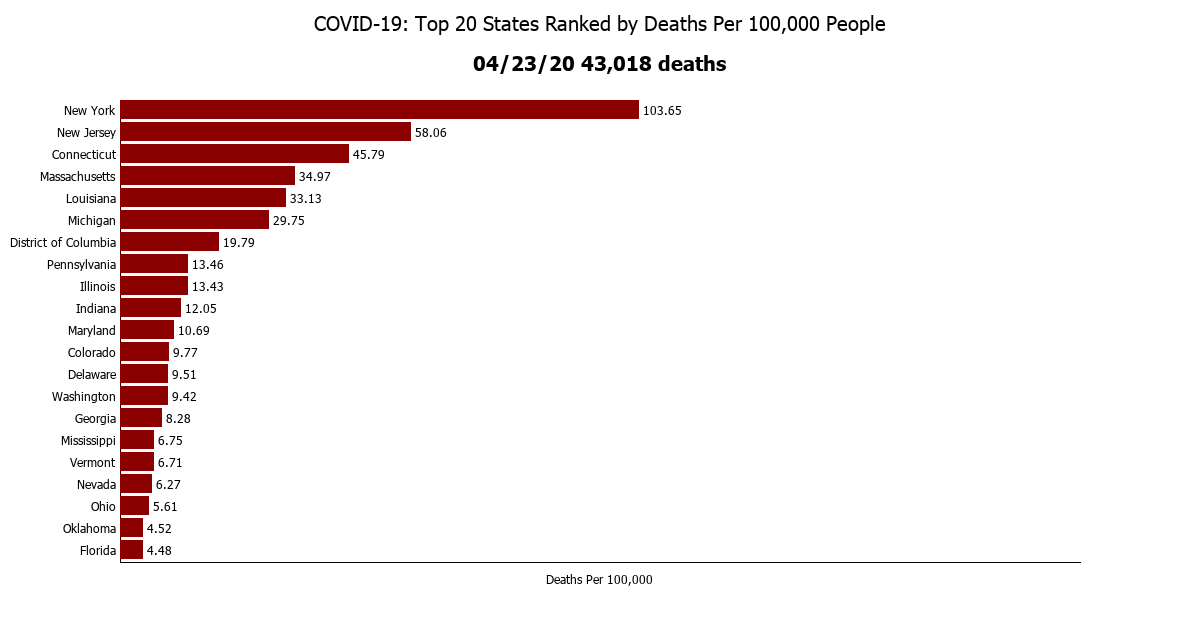 COVID-19: Top 20 States Ranked by Deaths Per 100,000 People
04/23/20 43,018 deaths
New York 103.65
New Jersey 58.06
Connecticut 45.79
Massachusetts 34.97
Louisiana 33.13
Michigan 29.75
District of Columbia 19.79
Pennsylvania 13.46
Illinois 13.43
Indiana 12.05
Maryland 10.69
Colorado 9.77
Delaware 9.51
Washington 9.42
Georgia 8.28
Mississippi 6.75
Vermont 6.71
Nevada 6.27
Ohio 5.61
Oklahoma 4.52
Florida 4.48
Deaths Per 100,000